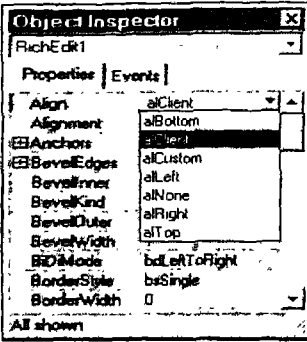 Object Inspector
RichEdit1
Properties Events
Align alClient
Alignment alBottom
Anchors alClient
BevelEdges alCustom
BevelInner alLeft
BevelKind alNone
BevelOuter alRight
BevelWidth alTop
BiDiMode bdLeftToRight
BorderStyle bsSingle
BorderWidth 0
All shown